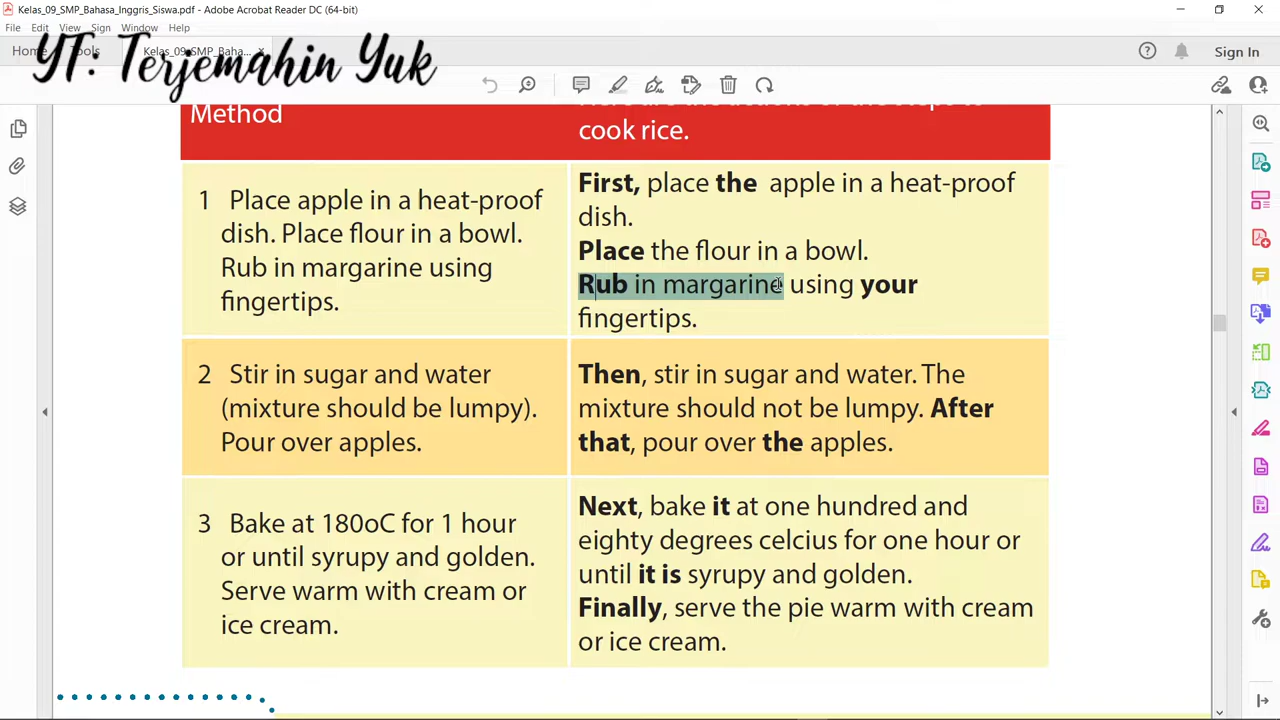 Kelas_09_SMP_Bahasa_Inggris_Siswa.pdf - Adobe Acrobat Reader DC (64-bit)
File Edit View Sign Window Help
Home Tools Kelas_09_SMP_Baha... ×
YT: Terjemahin Yuk
Sign In
Method
cook rice.
1 Place apple in a heat-proof
dish. Place flour in a bowl.
Rub in margarine using
fingertips.
First, place the apple in a heat-proof
dish.
Place the flour in a bowl.
Rub in margarine using your
fingertips.
2 Stir in sugar and water
(mixture should be lumpy).
Pour over apples.
Then, stir in sugar and water. The
mixture should not be lumpy. After
that, pour over the apples.
3 Bake at 180oC for 1 hour
or until syrupy and golden.
Serve warm with cream or
ice cream.
Next, bake it at one hundred and
eighty degrees celcius for one hour or
until it is syrupy and golden.
Finally, serve the pie warm with cream
or ice cream.